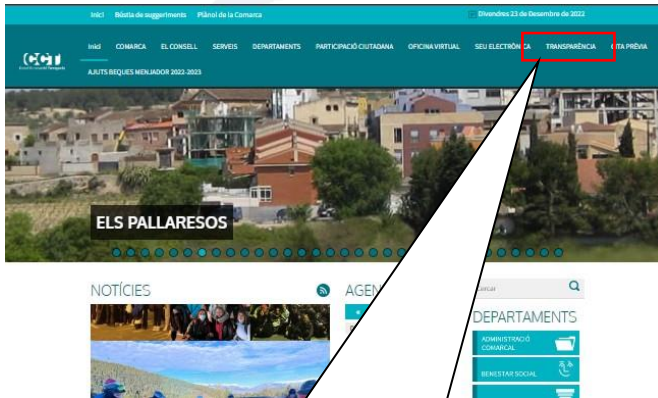 Inici Bústia de suggeriments Plànol de la Comarca
Divendres 23 de Desembre de 2022
CCT
Inici COMARCA EL CONSELL SERVEIS DEPARTAMENTS PARTICIPACIÓ CIUTADANA OFICINA VIRTUAL SEU ELECTRÒNICA TRANSPARÈNCIA CITA PRÈVIA
AJUTS BEQUES MENJADOR 2022-2023
ELS PALLARESOS
NOTÍCIES
AGEN
DEPARTAMENTS
ADMINISTRACIÓ
COMARCAL
BENESTAR SOCIAL